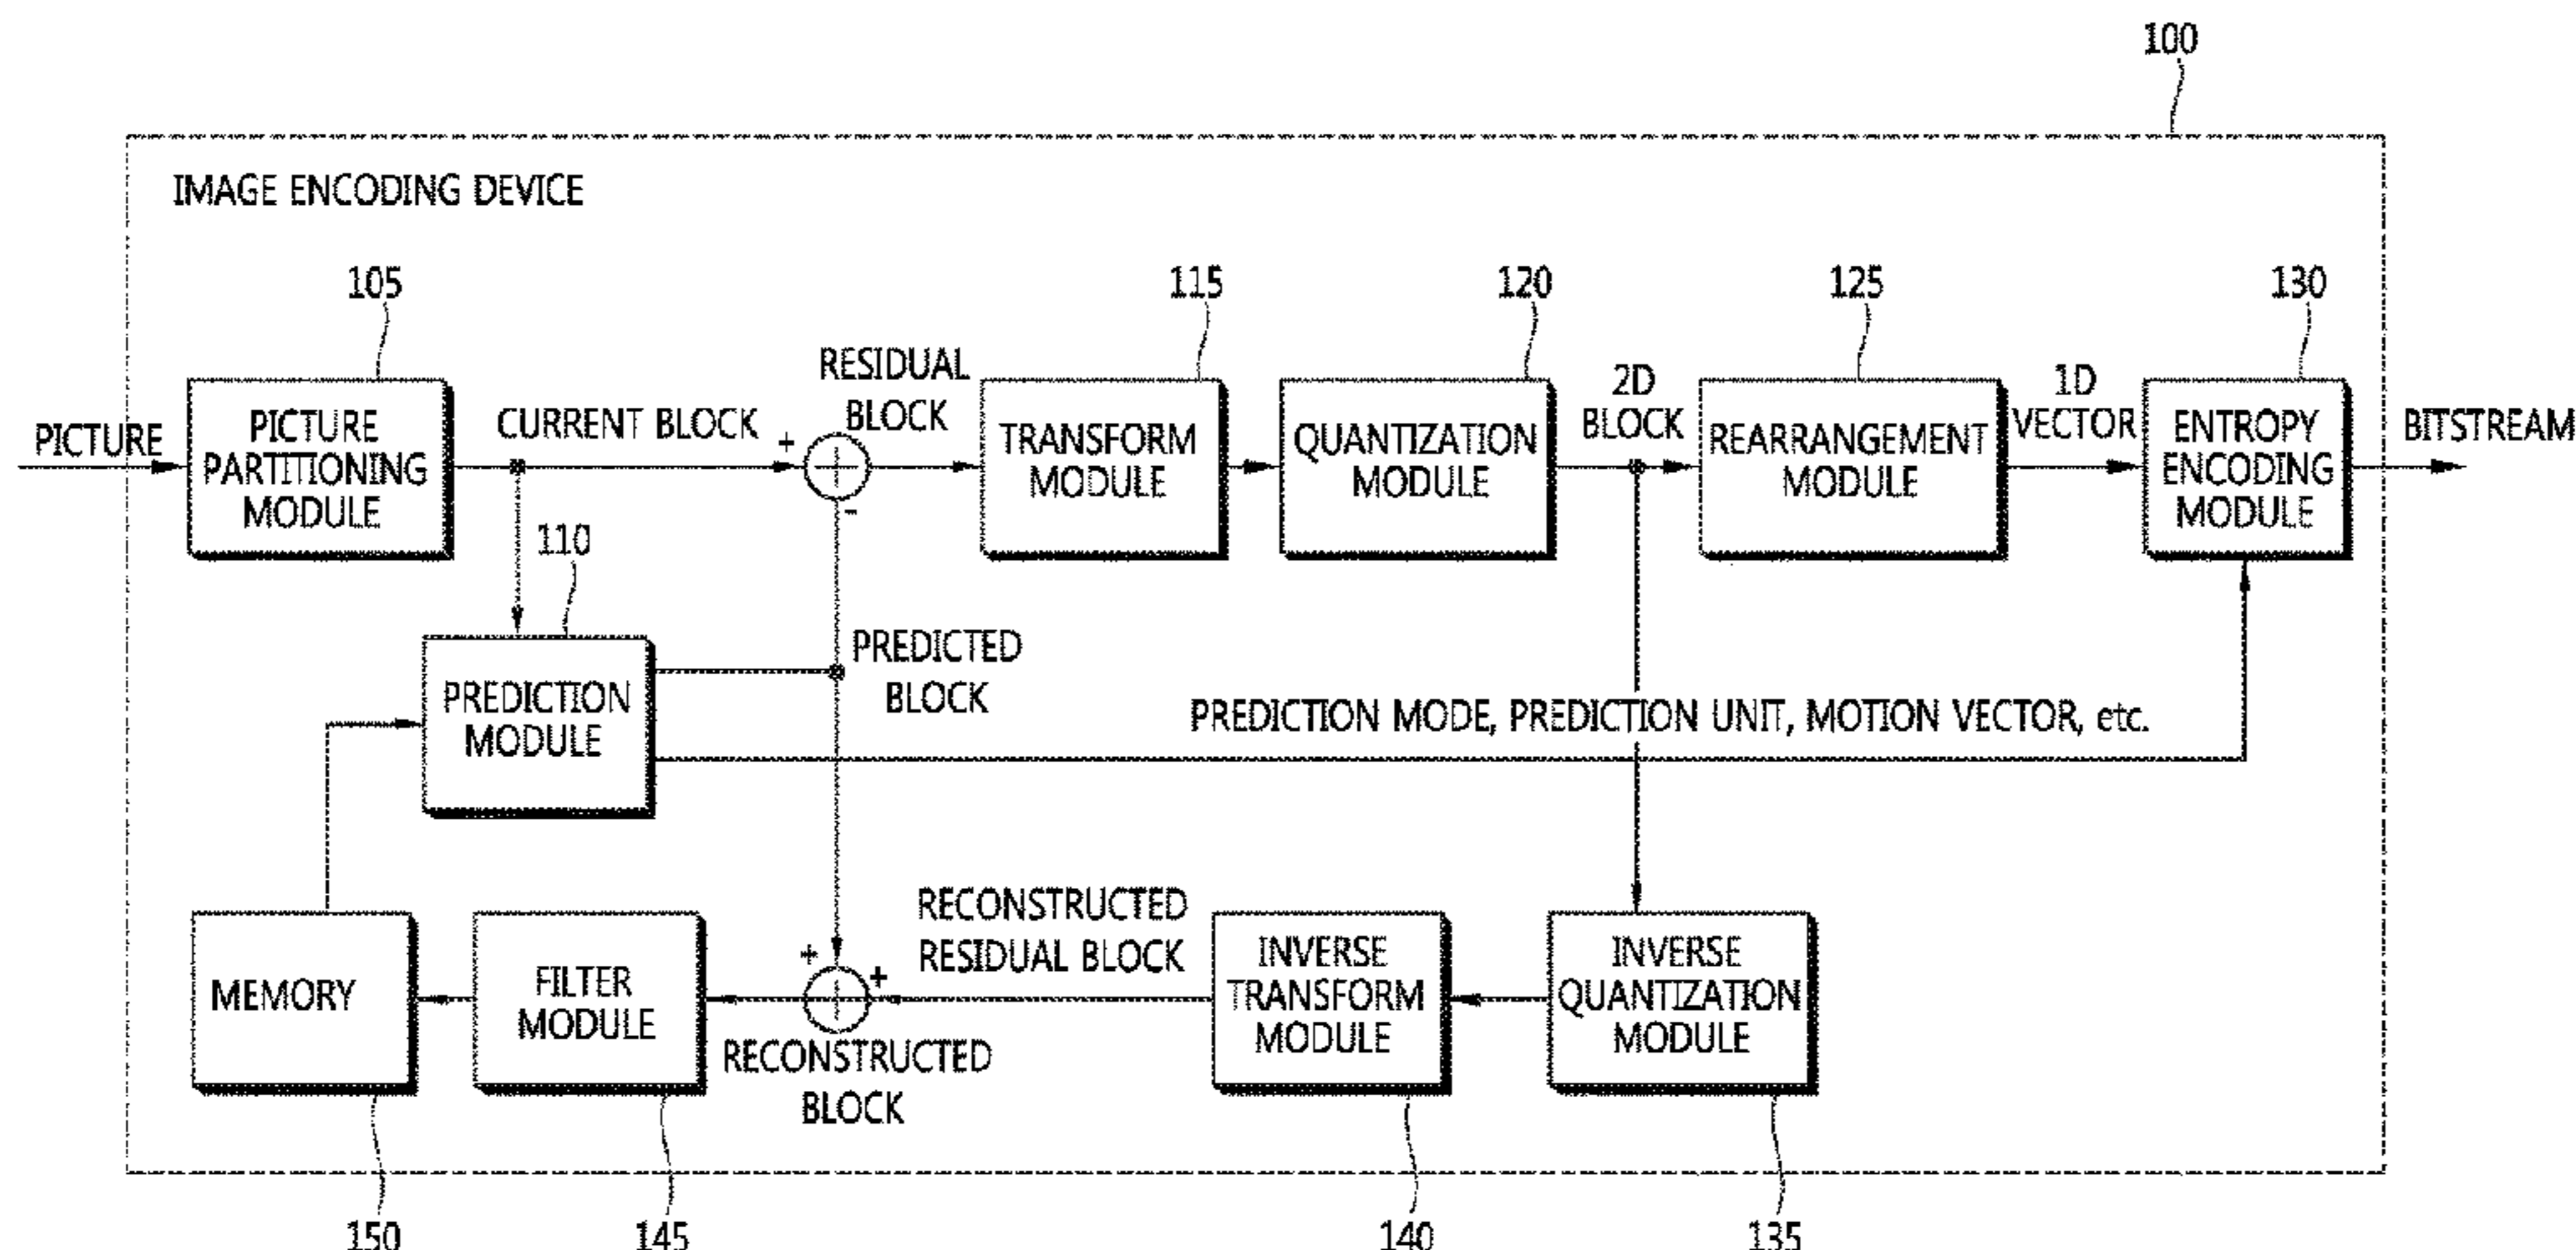 100
IMAGE ENCODING DEVICE
105
115
120
125
130
PICTURE
PICTURE
PARTITIONING
MODULE
CURRENT BLOCK
+
-
RESIDUAL
BLOCK
TRANSFORM
MODULE
QUANTIZATION
MODULE
2D
BLOCK
REARRANGEMENT
MODULE
1D
VECTOR
ENTROPY
ENCODING
MODULE
BITSTREAM
110
PREDICTION
MODULE
PREDICTED
BLOCK
PREDICTION MODE, PREDICTION UNIT, MOTION VECTOR, etc.
MEMORY
FILTER
MODULE
+
+
RECONSTRUCTED
BLOCK
RECONSTRUCTED
RESIDUAL BLOCK
INVERSE
TRANSFORM
MODULE
INVERSE
QUANTIZATION
MODULE
150
145
140
135